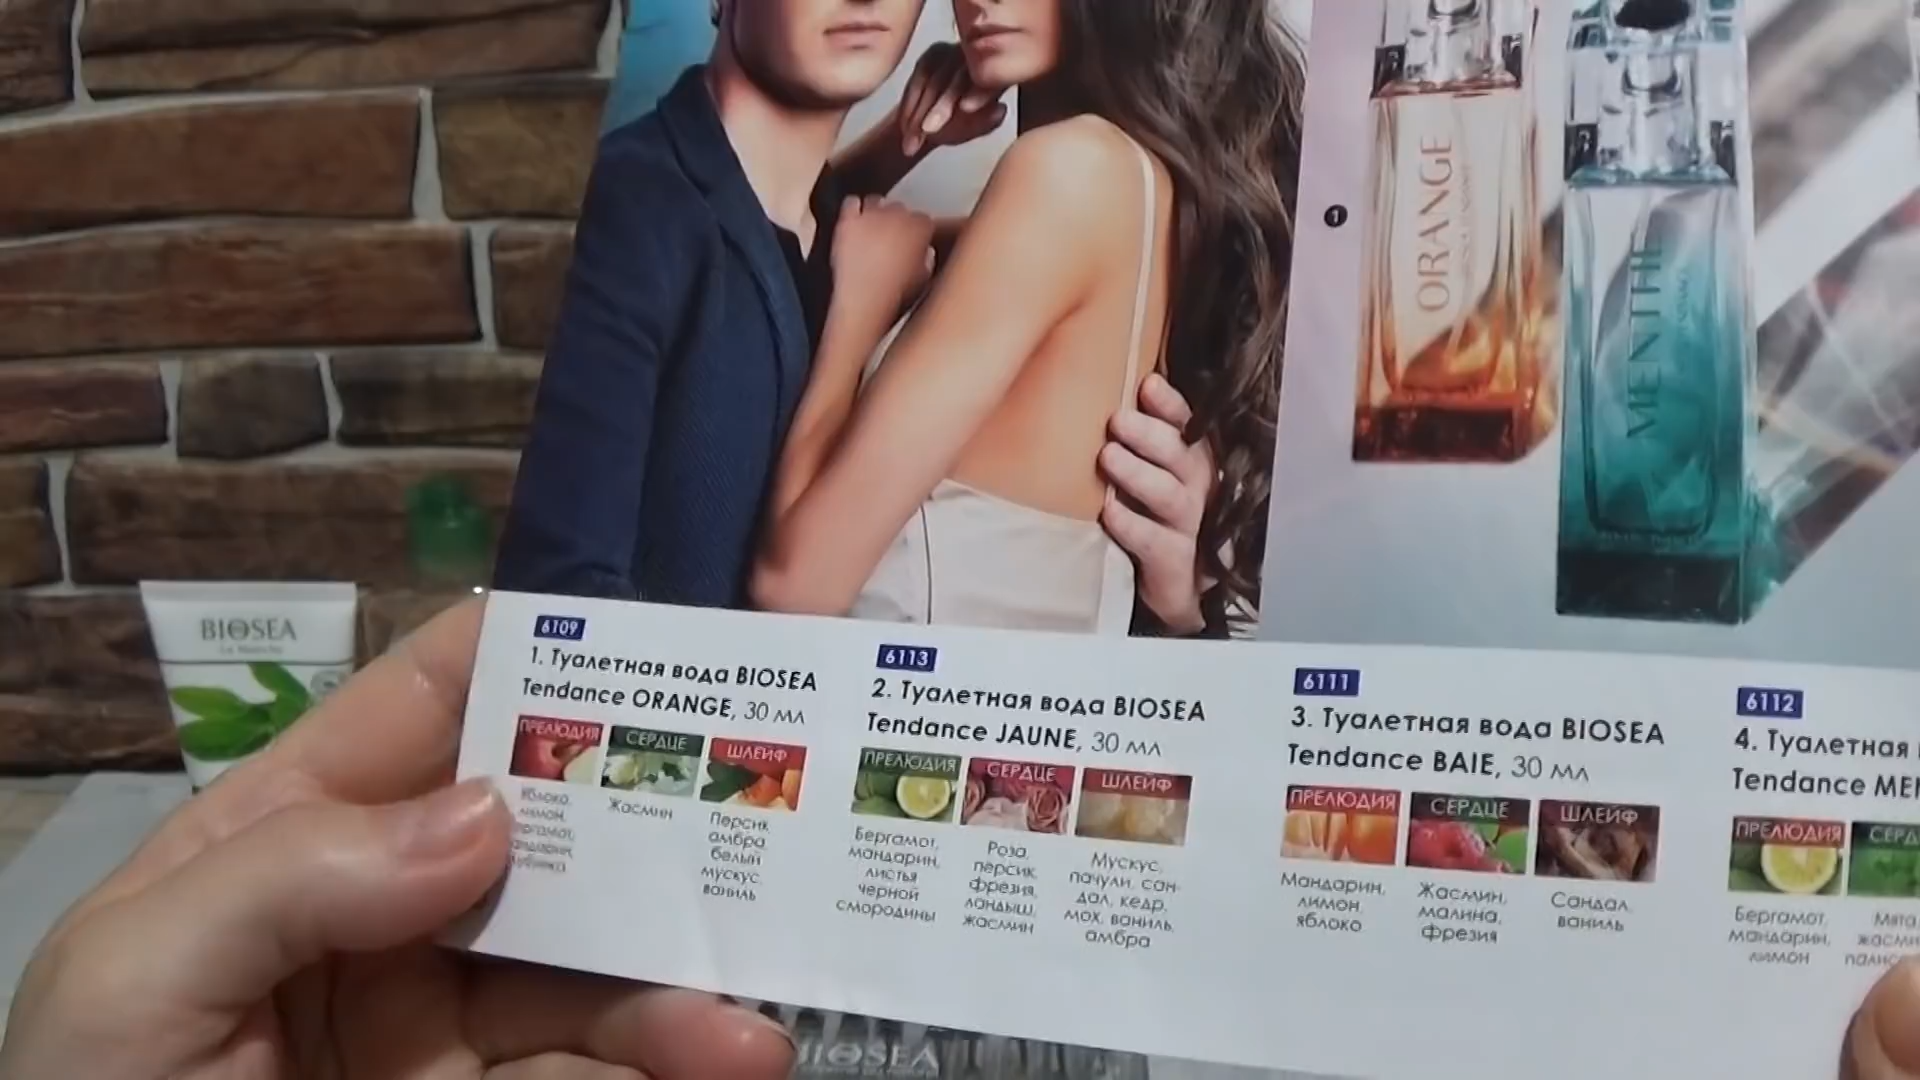 ORANGE
MENTHE
1
BIOSEA
6109
1. Туалетная вода BIOSEA
Tendance ORANGE, 30 мл
ПРЕЛЮДИЯ
СЕРДЦЕ
ШЛЕЙФ
Яблоко,
Жасмин
Персик,
амбра,
белый
мускус,
ваниль
6113
2. Туалетная вода BIOSEA
Tendance JAUNE, 30 мл
ПРЕЛЮДИЯ
СЕРДЦЕ
ШЛЕЙФ
Бергамот,
мандарин,
листья
черной
смородины
Роза,
персик,
фрезия,
ландыш,
жасмин
Мускус,
пачули, сан-
дал, кедр,
мох, ваниль,
амбра
6111
3. Туалетная вода BIOSEA
Tendance BAIE, 30 мл
ПРЕЛЮДИЯ
СЕРДЦЕ
ШЛЕЙФ
Мандарин,
лимон,
яблоко
Жасмин,
малина,
фрезия
Сандал,
ваниль
6112
4. Туалетная
Tendance
ПРЕЛЮДИЯ
Бергамот,
мандарин,
лимон
Мята,
BIOSEA